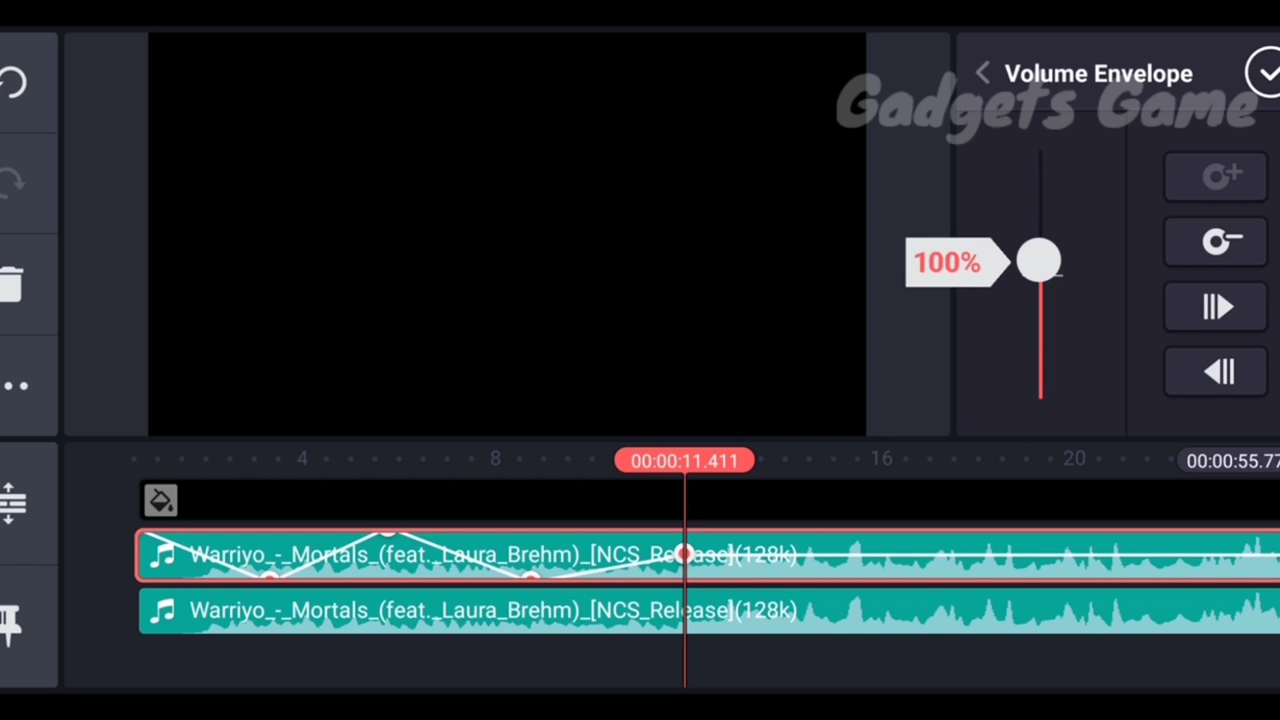 Volume Envelope
Gadgets Game
100%
4
8
00:00:11.411
16
20
00:00:55.77
Warriyo_-_Mortals_(feat._Laura_Brehm)_[NCS_Release](128k)
Warriyo_-_Mortals_(feat._Laura_Brehm)_[NCS_Release](128k)